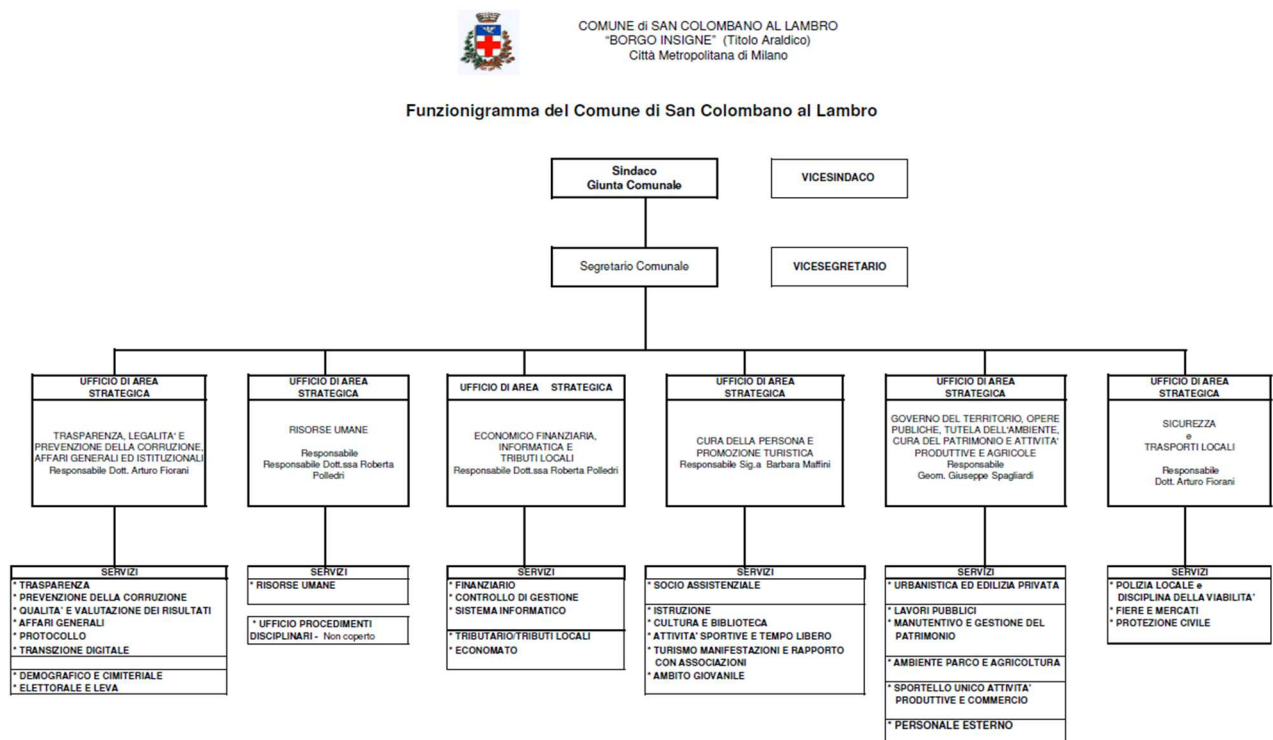 COMUNE di SAN COLOMBANO AL LAMBRO
“BORGO INSIGNE” (Titolo Araldico)
Città Metropolitana di Milano
Funzionigramma del Comune di San Colombano al Lambro
Sindaco
Giunta Comunale
VICESINDACO
Segretario Comunale
VICESEGRETARIO
UFFICIO DI AREA
STRATEGICA
TRASPARENZA, LEGALITA' E
PREVENZIONE DELLA CORRUZIONE,
AFFARI GENERALI ED ISTITUZIONALI
Responsabile Dott. Arturo Fiorani
UFFICIO DI AREA
STRATEGICA
RISORSE UMANE
Responsabile
Responsabile Dott.ssa Roberta
Polledri
UFFICIO DI AREA STRATEGICA
ECONOMICO FINANZIARIA,
INFORMATICA E
TRIBUTI LOCALI
Responsabile Dott.ssa Roberta Polledri
UFFICIO DI AREA
STRATEGICA
CURA DELLA PERSONA E
PROMOZIONE TURISTICA
Responsabile Sig.a Barbara Maffini
UFFICIO DI AREA
STRATEGICA
GOVERNO DEL TERRITORIO, OPERE
PUBLICHE, TUTELA DELL'AMBIENTE,
CURA DEL PATRIMONIO E ATTIVITA'
PRODUTTIVE E AGRICOLE
Responsabile
Geom. Giuseppe Spagliardi
UFFICIO DI AREA
STRATEGICA
SICUREZZA
e
TRASPORTI LOCALI
Responsabile
Dott. Arturo Fiorani
SERVIZI
* TRASPARENZA
* PREVENZIONE DELLA CORRUZIONE
* QUALITA' E VALUTAZIONE DEI RISULTATI
* AFFARI GENERALI
* PROTOCOLLO
* TRANSIZIONE DIGITALE
* DEMOGRAFICO E CIMITERIALE
* ELETTORALE E LEVA
SERVIZI
* RISORSE UMANE
* UFFICIO PROCEDIMENTI
DISCIPLINARI - Non coperto
SERVIZI
* FINANZIARIO
* CONTROLLO DI GESTIONE
* SISTEMA INFORMATICO
* TRIBUTARIO/TRIBUTI LOCALI
* ECONOMATO
SERVIZI
* SOCIO ASSISTENZIALE
* ISTRUZIONE
* CULTURA E BIBLIOTECA
* ATTIVITA' SPORTIVE E TEMPO LIBERO
* TURISMO MANIFESTAZIONI E RAPPORTO
CON ASSOCIAZIONI
* AMBITO GIOVANILE
SERVIZI
* URBANISTICA ED EDILIZIA PRIVATA
* LAVORI PUBBLICI
* MANUTENTIVO E GESTIONE DEL
PATRIMONIO
* AMBIENTE PARCO E AGRICOLTURA
* SPORTELLO UNICO ATTIVITA'
PRODUTTIVE E COMMERCIO
* PERSONALE ESTERNO
SERVIZI
* POLIZIA LOCALE e
DISCIPLINA DELLA VIABILITA'
* FIERE E MERCATI
* PROTEZIONE CIVILE